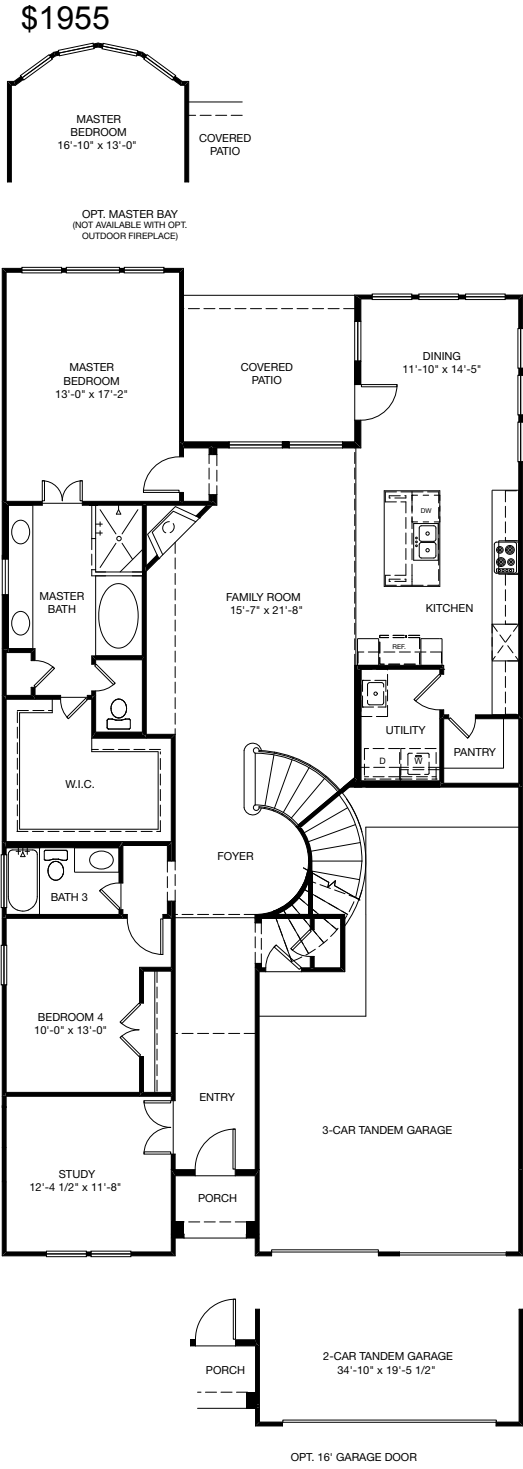 $1955
MASTER
BEDROOM
16'-10" x 13'-0"
COVERED
PATIO
OPT. MASTER BAY
(NOT AVAILABLE WITH OPT.
OUTDOOR FIREPLACE)
MASTER
BEDROOM
13'-0" x 17'-2"
COVERED
PATIO
DINING
11'-10" x 14'-5"
DW
MASTER
BATH
FAMILY ROOM
15'-7" x 21'-8"
KITCHEN
REF.
UTILITY
D
W
PANTRY
W.I.C.
FOYER
BATH 3
BEDROOM 4
10'-0" x 13'-0"
ENTRY
3-CAR TANDEM GARAGE
STUDY
12'-4 1/2" x 11'-8"
PORCH
PORCH
2-CAR TANDEM GARAGE
34'-10" x 19'-5 1/2"
OPT. 16' GARAGE DOOR